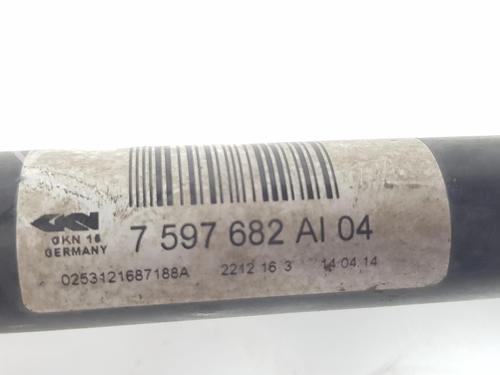 GKN
7 597 682 AI 04
GKN 16
GERMANY
0253121687188A 2212 16 3 14.04.14